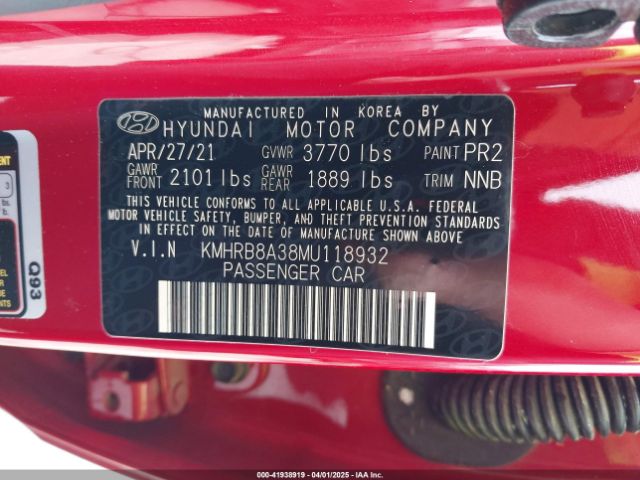 MANUFACTURED IN KOREA BY
HYUNDAI MOTOR COMPANY
APR/27/21 GVWR 3770 lbs PAINT PR2
GAWR FRONT 2101 lbs GAWR REAR 1889 lbs TRIM NNB
THIS VEHICLE CONFORMS TO ALL APPLICABLE U.S.A. FEDERAL
MOTOR VEHICLE SAFETY, BUMPER, AND THEFT PREVENTION STANDARDS
IN EFFECT ON THE DATE OF MANUFACTURE SHOWN ABOVE
V.I.N KMHRB8A38MU118932
PASSENGER CAR
Q93
3
000-41938919 - 04/01/2025 - IAAI. Copyright IAA, Inc.